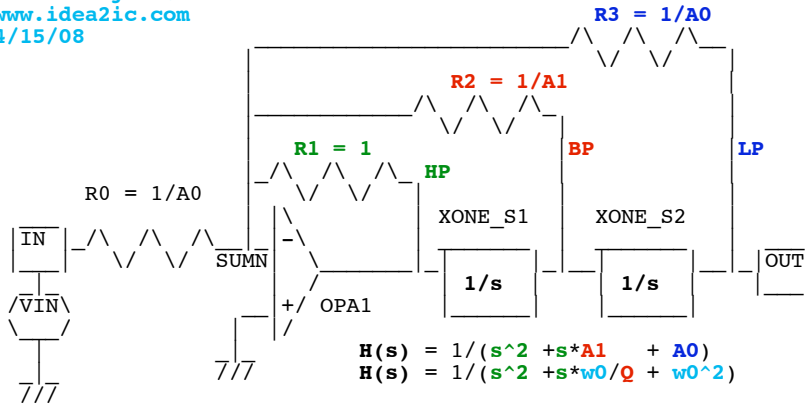 www.idea2ic.com
4/15/08
R3 = 1/A0
R2 = 1/A1
R1 = 1
HP
BP
LP
R0 = 1/A0
XONE_S1
XONE_S2
IN
SUMN
-
1/s
1/s
OUT
VIN
+
OPA1
H(s) = 1/(s^2 +s*A1 + A0)
H(s) = 1/(s^2 +s*w0/Q + w0^2)
///
///